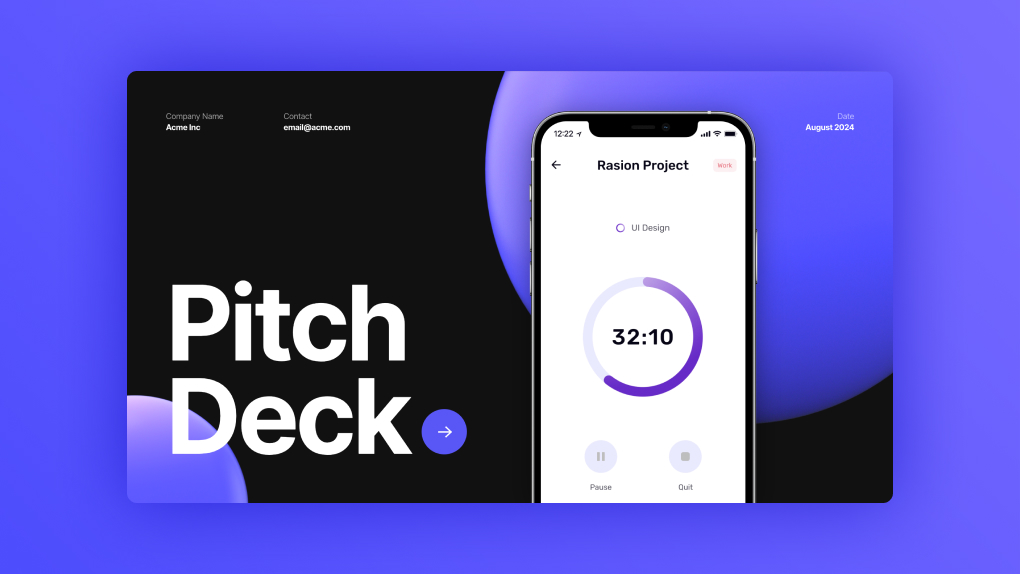 Company Name
Acme Inc
Contact
email@acme.com
Date
August 2024
Pitch
Deck
12:22
Rasion Project
Work
UI Design
32:10
Pause
Quit